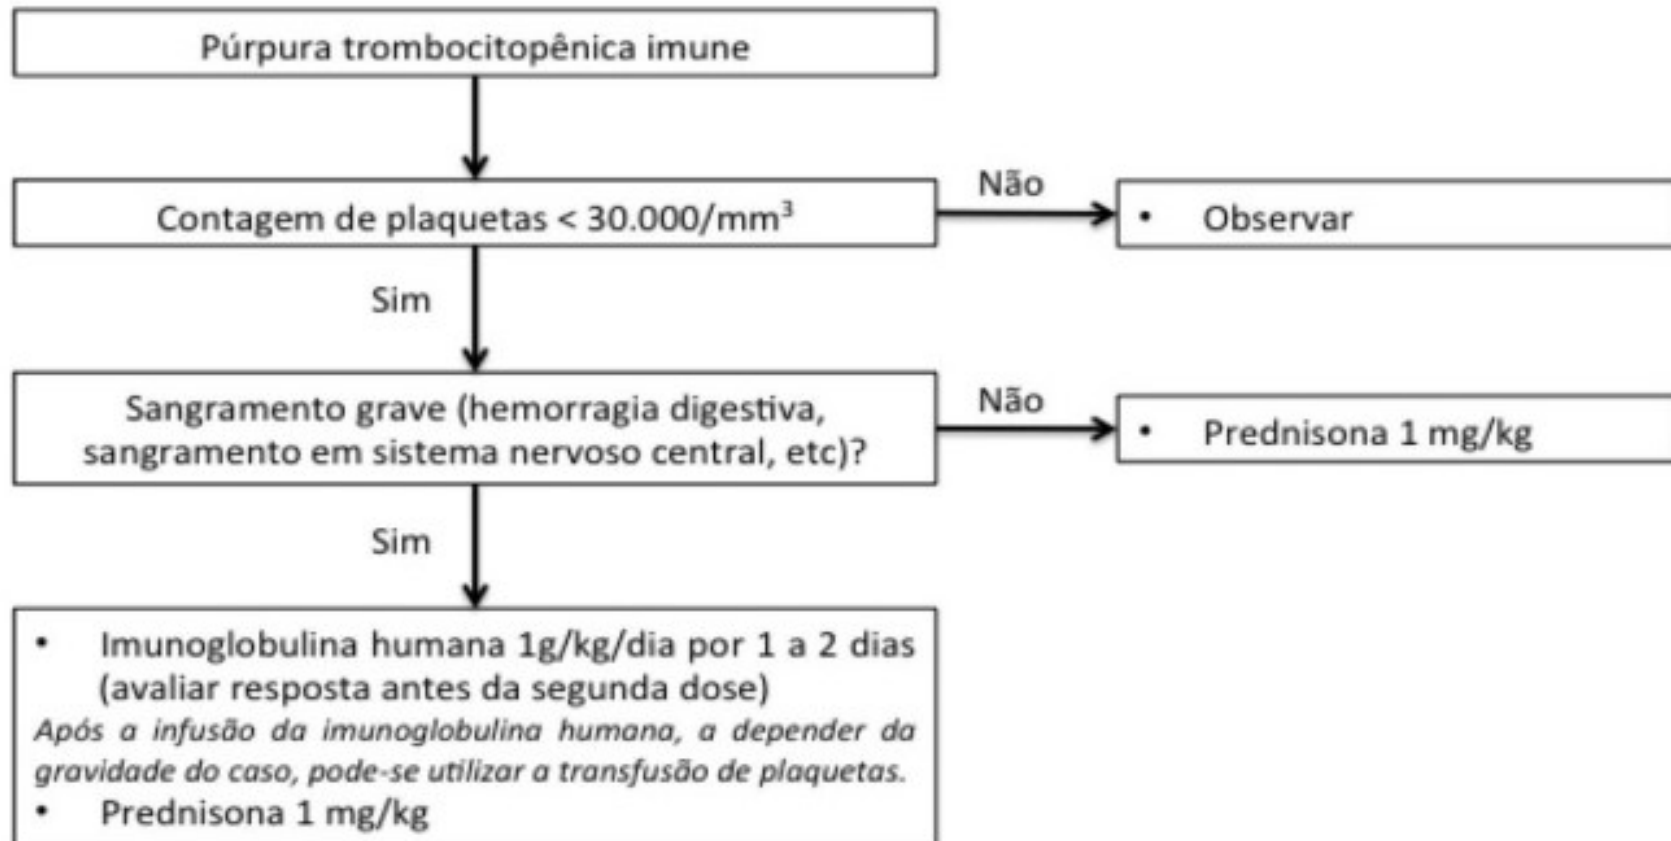 Púrpura trombocitopênica imune
Contagem de plaquetas < 30.000/mm³
Não
• Observar
Sim
Sangramento grave (hemorragia digestiva,
sangramento em sistema nervoso central, etc)?
Não
• Prednisona 1 mg/kg
Sim
• Imunoglobulina humana 1g/kg/dia por 1 a 2 dias
(avaliar resposta antes da segunda dose)
Após a infusão da imunoglobulina humana, a depender da
gravidade do caso, pode-se utilizar a transfusão de plaquetas.
• Prednisona 1 mg/kg